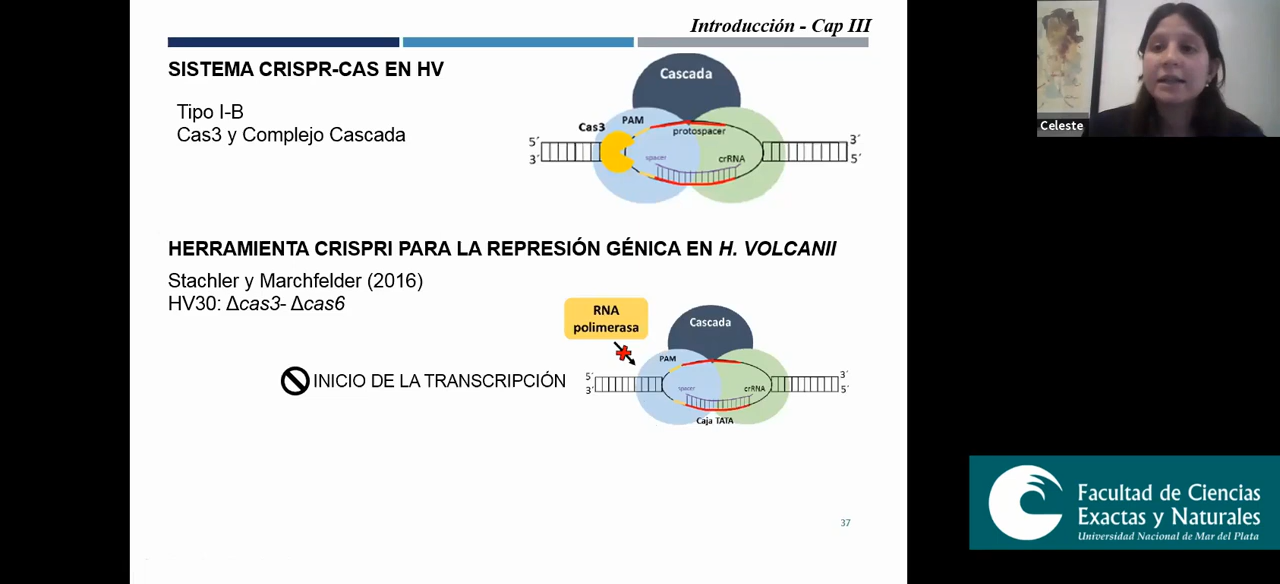 Introducción - Cap III
SISTEMA CRISPR-CAS EN HV
Tipo I-B
Cas3 y Complejo Cascada
Cascada
Cas3
PAM
protospacer
5´
3´
spacer
crRNA
3´
5´
HERRAMIENTA CRISPRI PARA LA REPRESIÓN GÉNICA EN H. VOLCANII
Stachler y Marchfelder (2016)
HV30: Δcas3- Δcas6
RNA
polimerasa
Cascada
PAM
5´
3´
spacer
crRNA
3´
5´
Caja TATA
INICIO DE LA TRANSCRIPCIÓN
37
Celeste
Facultad de Ciencias
Exactas y Naturales
Universidad Nacional de Mar del Plata